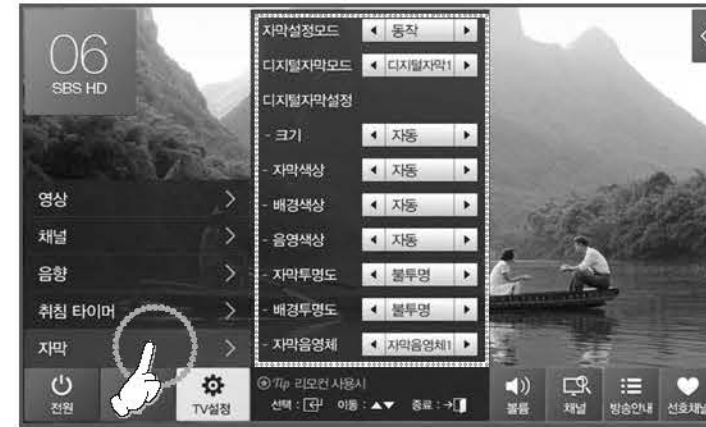 06
SBS HD
영상
채널
음향
취침 타이머
자막
전원
TV설정
자막설정모드 동작
디지털자막모드 디지털자막1
디지털자막설정
- 크기 자동
- 자막색상 자동
- 배경색상 자동
- 음영색상 자동
- 자막투명도 불투명
- 배경투명도 불투명
- 자막음영체 자막음영체1
Tip 리모컨 사용시
선택 : 이동 : ▲▼ 종료 :
볼륨
채널
방송안내
선호채널